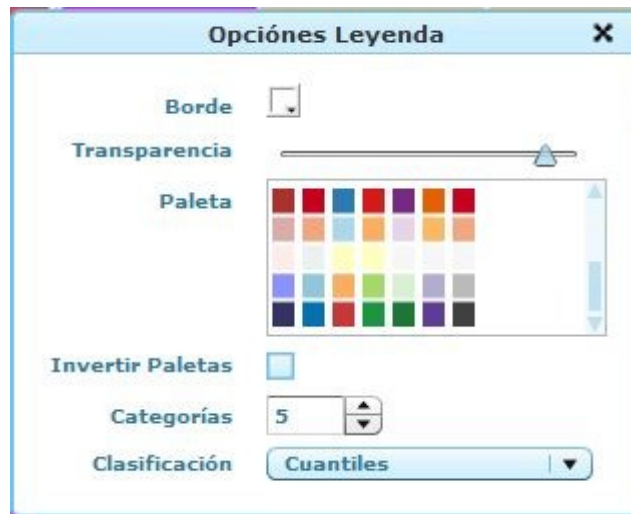 Opciónes Leyenda
Borde
Transparencia
Paleta
Invertir Paletas
Categorías 5
Clasificación Cuantiles